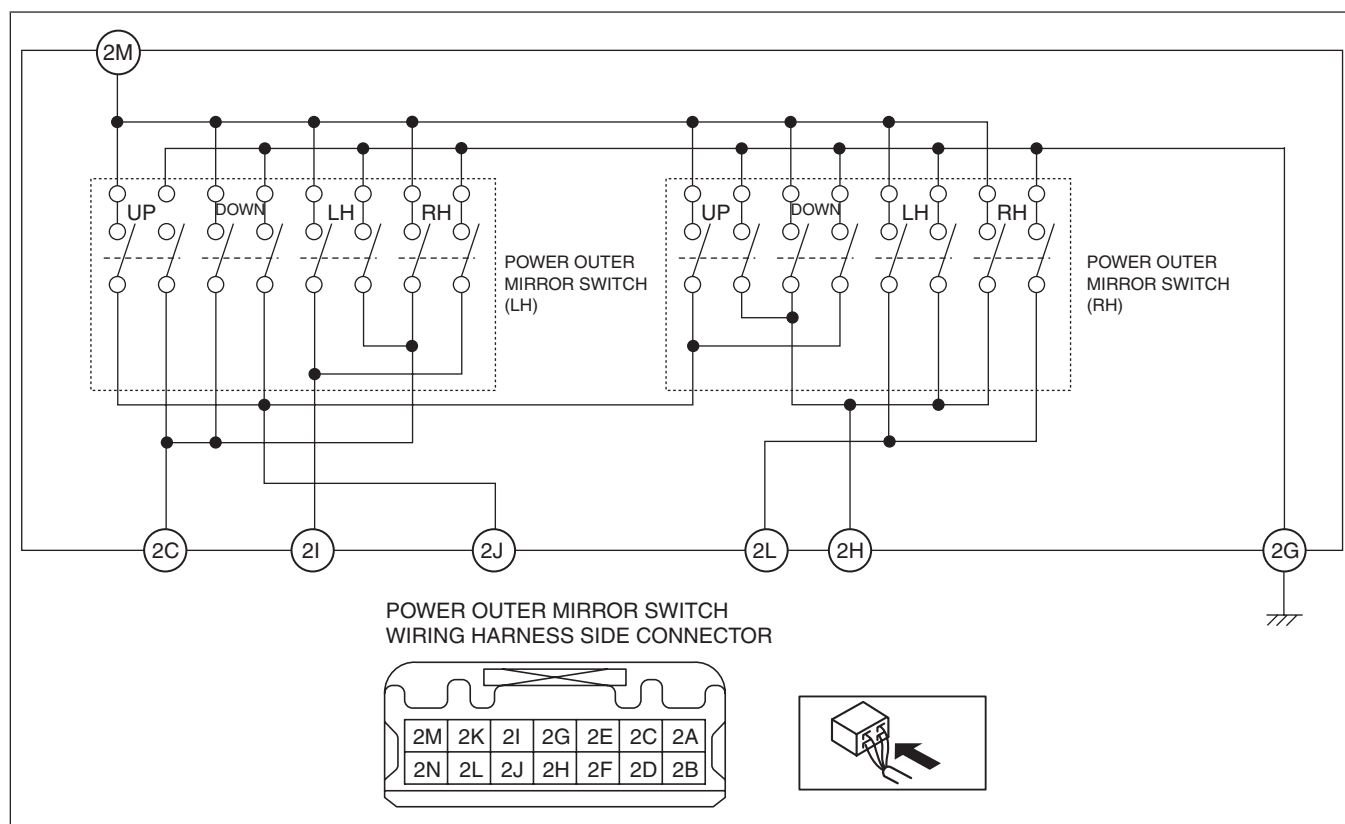 2M
UP DOWN LH RH UP DOWN LH RH
POWER OUTER
MIRROR SWITCH
(LH)
POWER OUTER
MIRROR SWITCH
(RH)
2C 2I 2J 2L 2H 2G
POWER OUTER MIRROR SWITCH
WIRING HARNESS SIDE CONNECTOR
2M 2K 2I 2G 2E 2C 2A
2N 2L 2J 2H 2F 2D 2B